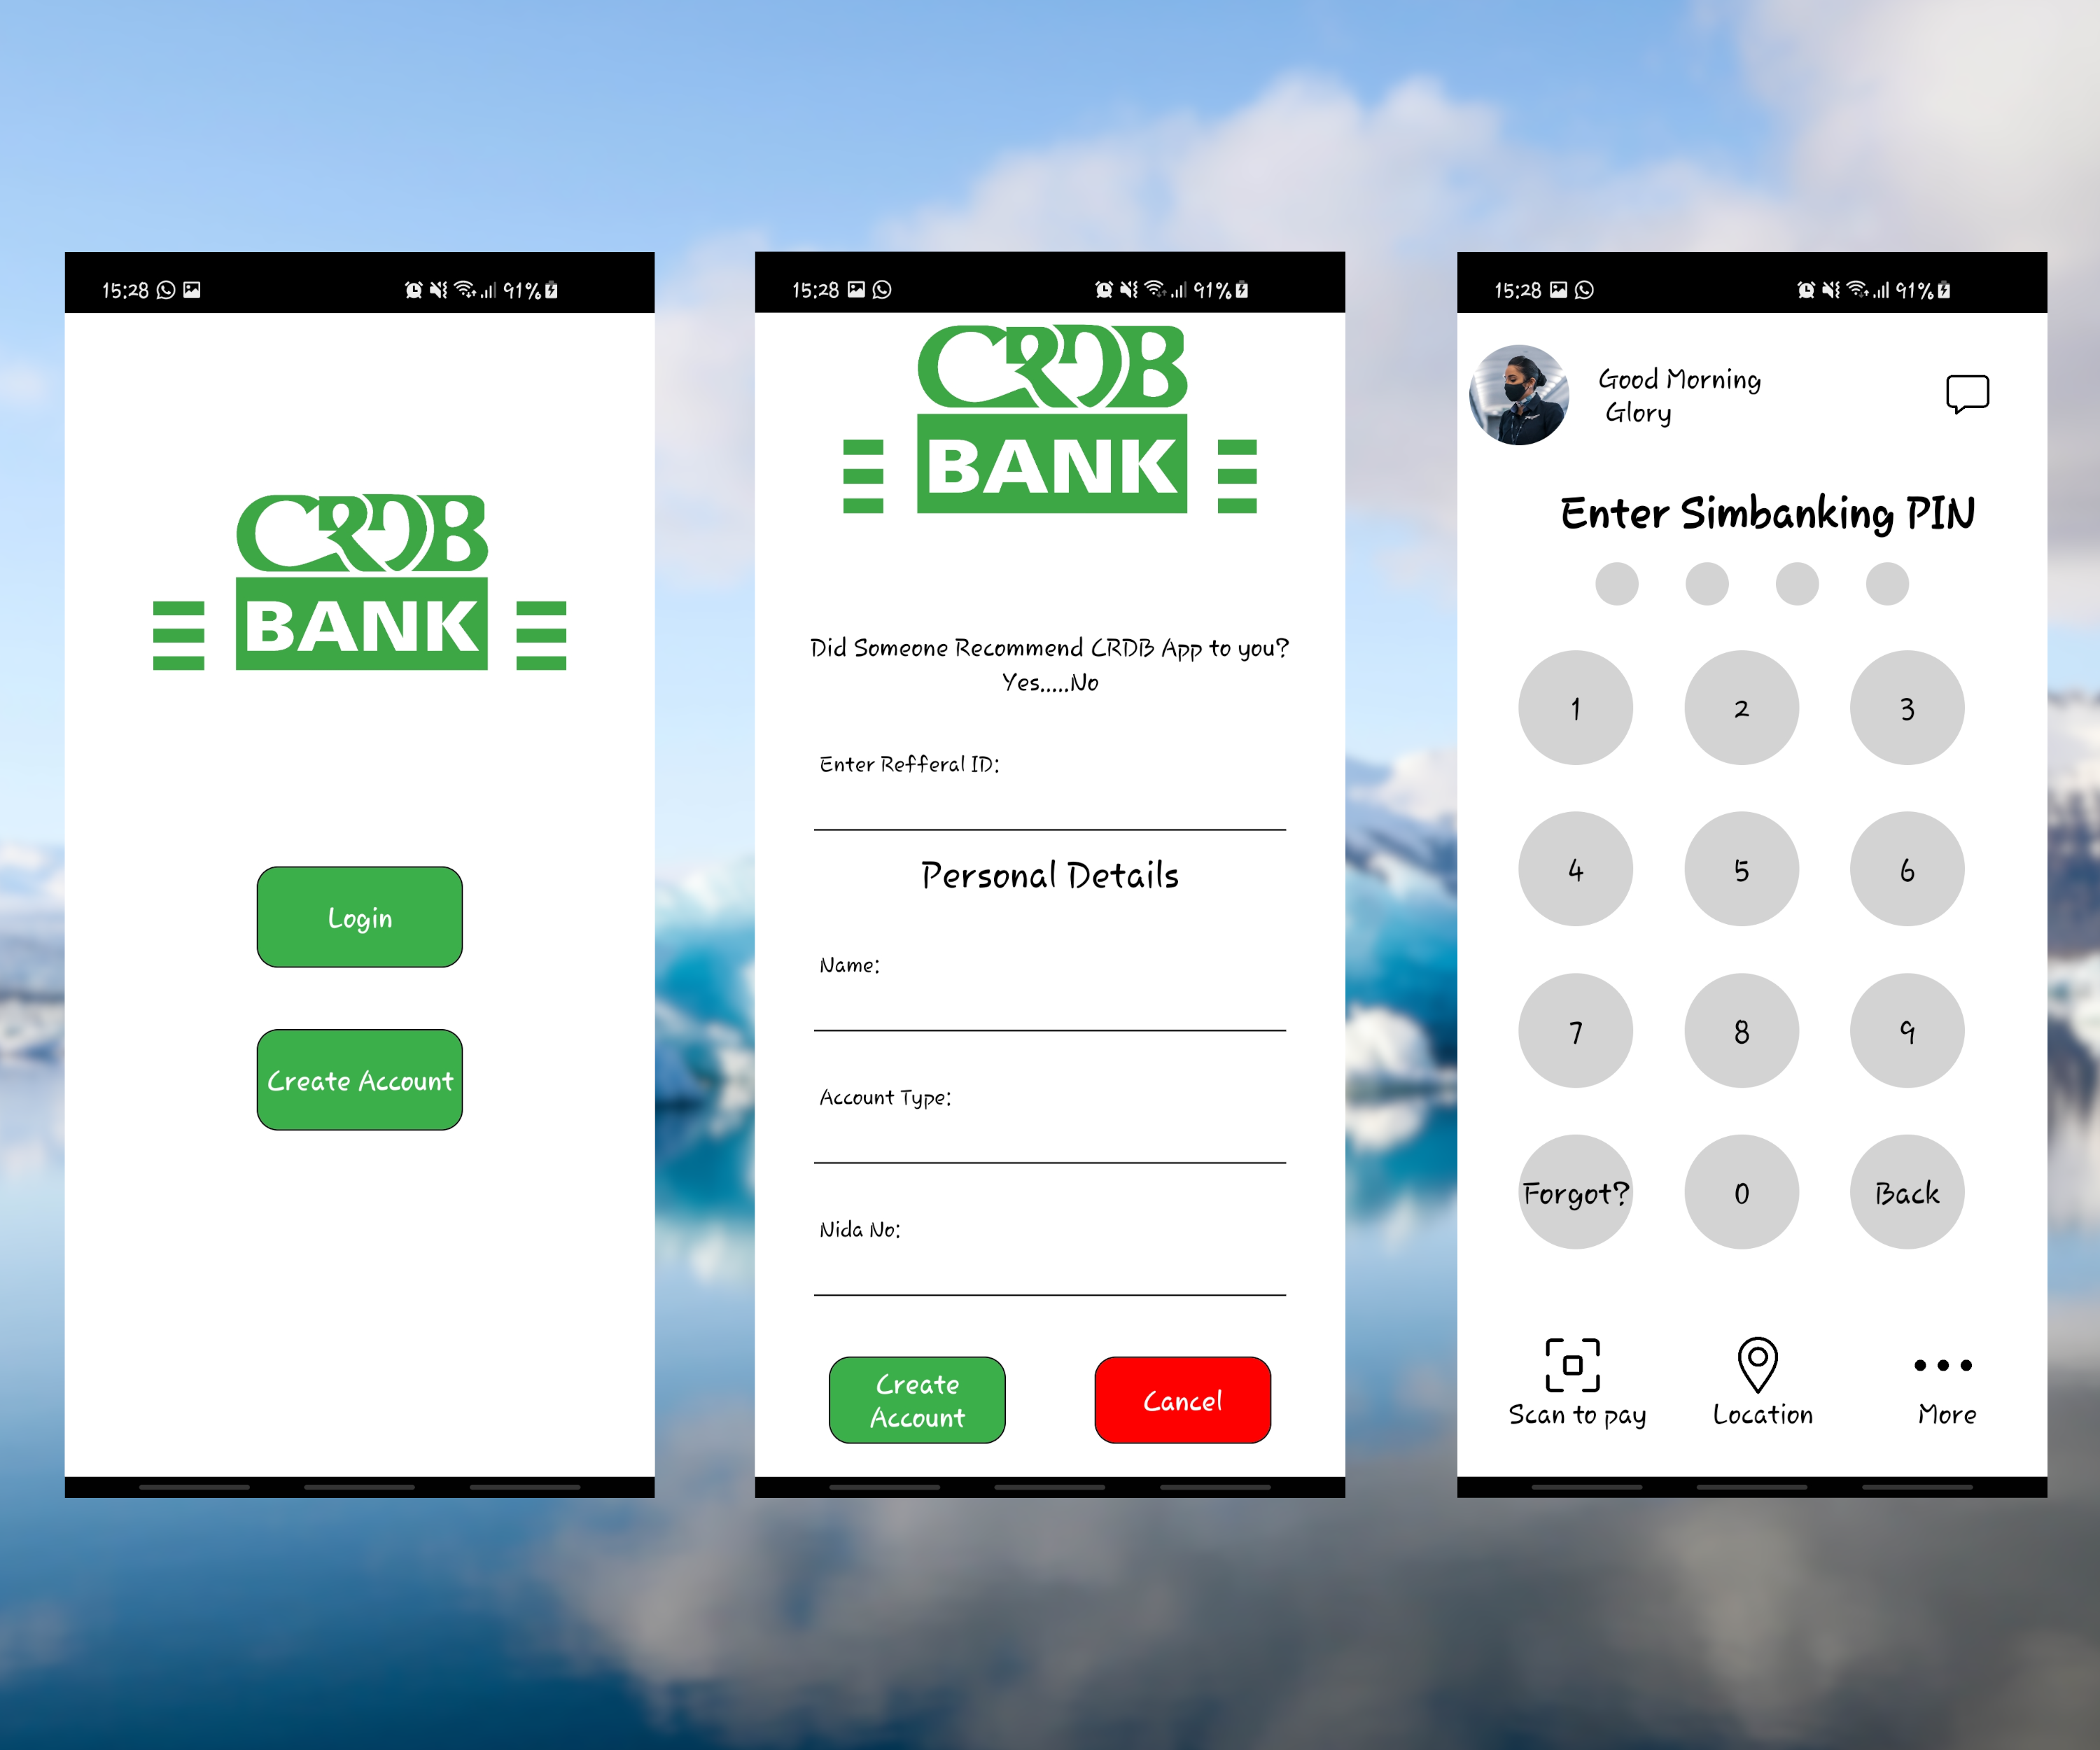 15:28
91%
CRDB
BANK
Login
Create Account
15:28
91%
CRDB
BANK
Did Someone Recommend CRDB App to you?
Yes.....No
Enter Refferal ID:
Personal Details
Name:
Account Type:
Nida No:
Create
Account
Cancel
15:28
91%
Good Morning
Glory
Enter Simbanking PIN
1 2 3
4 5 6
7 8 9
Forgot? 0 Back
Scan to pay Location More